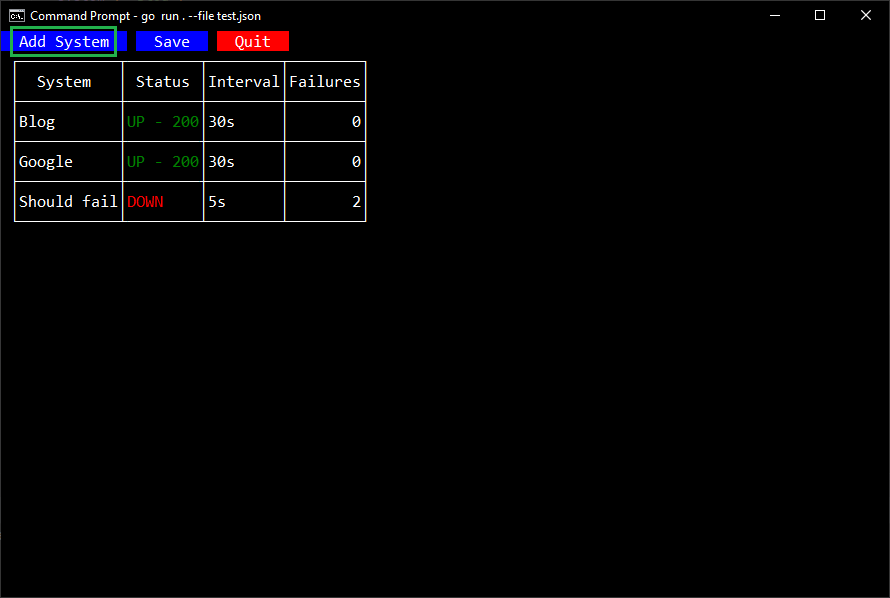 Command Prompt - go  run . --file test.json
Add System Save Quit
System Status Interval Failures
Blog UP - 200 30s 0
Google UP - 200 30s 0
Should fail DOWN 5s 2